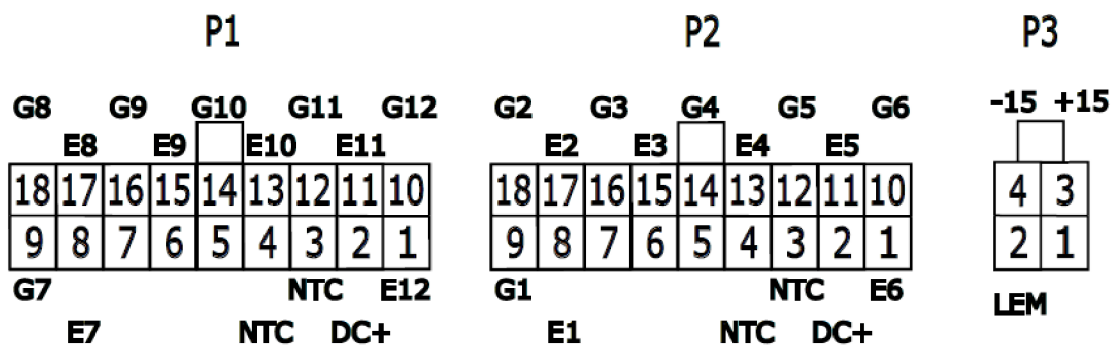 P1 P2 P3
G8 G9 G10 G11 G12 G2 G3 G4 G5 G6 -15 +15
E8 E9 E10 E11 E2 E3 E4 E5
18 17 16 15 14 13 12 11 10 18 17 16 15 14 13 12 11 10 4 3
9 8 7 6 5 4 3 2 1 9 8 7 6 5 4 3 2 1 2 1
G7 NTC E12 G1 NTC E6 LEM
E7 NTC DC+ E1 NTC DC+